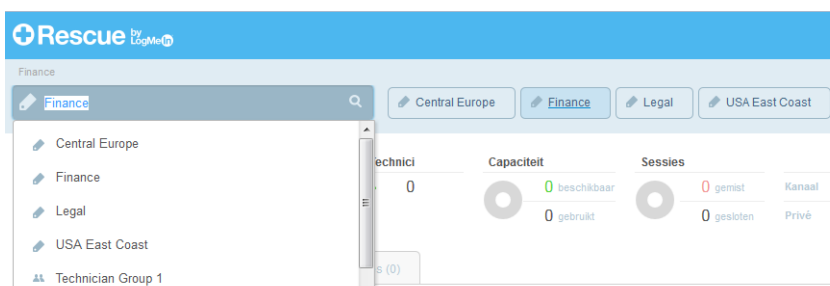 Rescue by LogMeIn
Finance
Finance
Central Europe
Finance
Legal
USA East Coast
Central Europe
Finance
Legal
USA East Coast
Technician Group 1
Capaciteit
Sessies
0
0 beschikbaar
0 gemist
Kanaal
0 gebruikt
0 gesloten
Privé
(0)